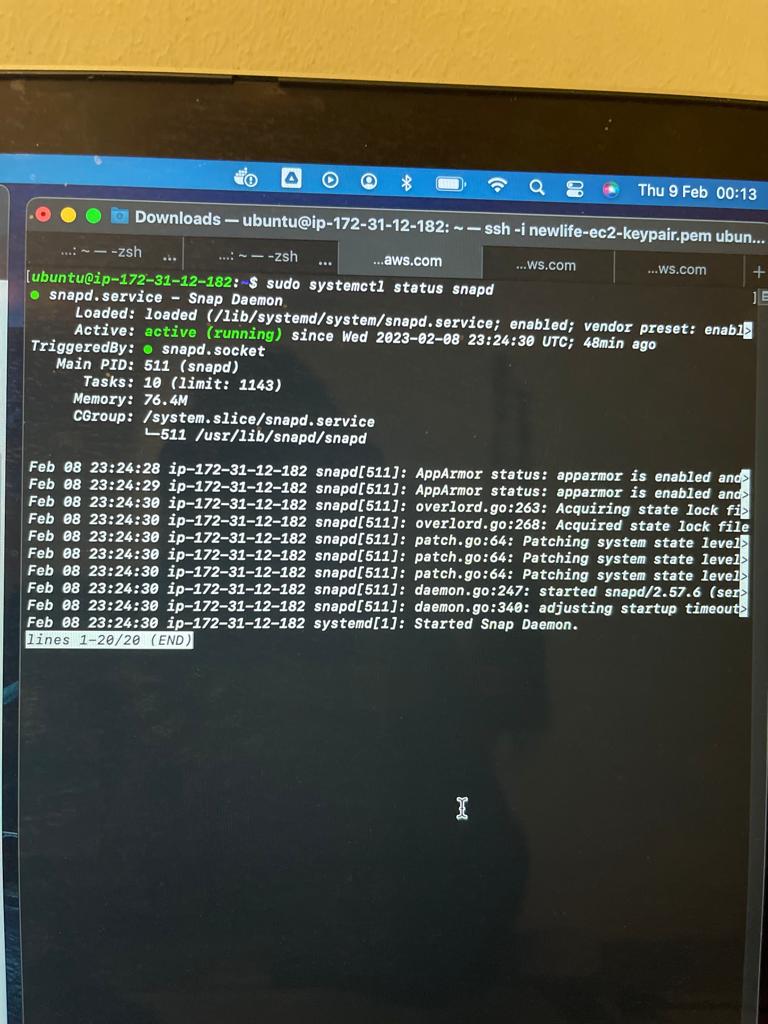 Thu 9 Feb 00:13
Downloads — ubuntu@ip-172-31-12-182: ~ — ssh -i newlife-ec2-keypair.pem ubun...
...: ~ — -zsh ...
...: ~ — -zsh ...
...aws.com
...ws.com
...ws.com
+
[ubuntu@ip-172-31-12-182:~$ sudo systemctl status snapd ]
● snapd.service - Snap Daemon
Loaded: loaded (/lib/systemd/system/snapd.service; enabled; vendor preset: enabl>
Active: active (running) since Wed 2023-02-08 23:24:30 UTC; 48min ago
TriggeredBy: ● snapd.socket
Main PID: 511 (snapd)
Tasks: 10 (limit: 1143)
Memory: 76.4M
CGroup: /system.slice/snapd.service
└─511 /usr/lib/snapd/snapd
Feb 08 23:24:28 ip-172-31-12-182 snapd[511]: AppArmor status: apparmor is enabled and>
Feb 08 23:24:29 ip-172-31-12-182 snapd[511]: AppArmor status: apparmor is enabled and>
Feb 08 23:24:30 ip-172-31-12-182 snapd[511]: overlord.go:263: Acquiring state lock fi>
Feb 08 23:24:30 ip-172-31-12-182 snapd[511]: overlord.go:268: Acquired state lock file
Feb 08 23:24:30 ip-172-31-12-182 snapd[511]: patch.go:64: Patching system state level>
Feb 08 23:24:30 ip-172-31-12-182 snapd[511]: patch.go:64: Patching system state level>
Feb 08 23:24:30 ip-172-31-12-182 snapd[511]: patch.go:64: Patching system state level>
Feb 08 23:24:30 ip-172-31-12-182 snapd[511]: daemon.go:247: started snapd/2.57.6 (ser>
Feb 08 23:24:30 ip-172-31-12-182 snapd[511]: daemon.go:340: adjusting startup timeout>
Feb 08 23:24:30 ip-172-31-12-182 systemd[1]: Started Snap Daemon.
lines 1-20/20 (END)